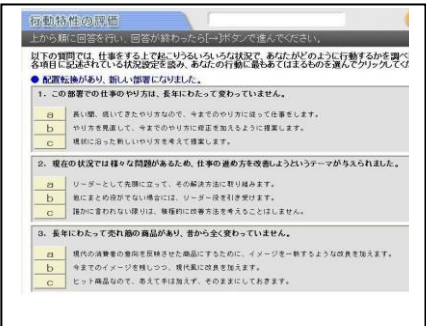 行動特性の評価
上から順に回答を行い、回答が終わったら[→]ボタンで進んでください。
以下の質問では、仕事をする上で起こりうるいろいろな状況で、あなたがどのように行動するかを調べ
各項目に記述されている状況設定を読み、あなたの行動に最もあてはまるものを選んでクリックしてくだ
● 配置転換があり、新しい部署になりました。
1. この部署での仕事のやり方は、長年にわたって変わっていません。
a 長い間、続いてきたやり方なので、今までのやり方に従って仕事をします。
b やり方を見直して、今までのやり方に修正を加えるように提案します。
c 現状に沿った新しいやり方を考えて提案します。
2. 現在の状況では様々な問題があるため、仕事の進め方を改善しようというテーマが与えられました。
a リーダーとして先頭に立って、その解決方法に取り組みます。
b 他にまとめ役がでない場合には、リーダー役を引き受けます。
c 誰かに言われない限りは、積極的に改善方法を考えることはしません。
3. 長年にわたって売れ筋の商品があり、昔から全く変わっていません。
a 現代の消費者の意向を反映させた商品にするために、イメージを一新するような改良を加えます。
b 今までのイメージを残しつつ、現代風に改良を加えます。
c ヒット商品なので、あえて手は加えず、そのままにしておきます。